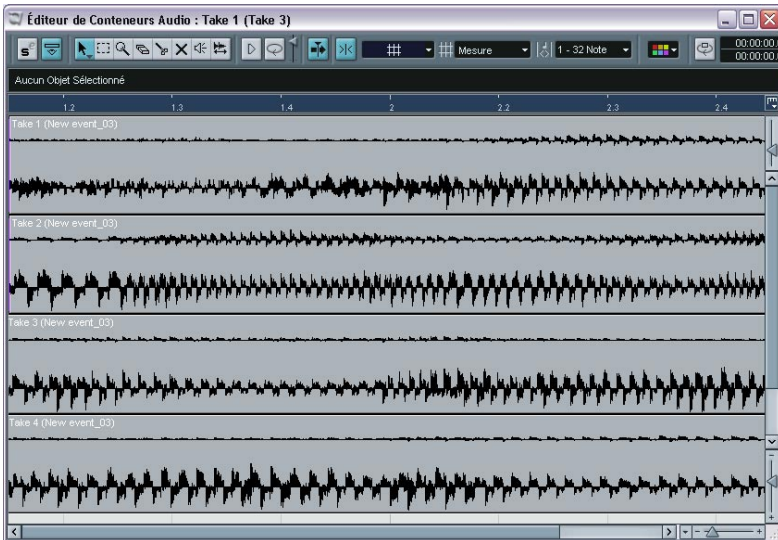 Éditeur de Conteneurs Audio : Take 1 (Take 3)
Mesure 1 - 32 Note 00:00:00.
00:00:00.
Aucun Objet Sélectionné
1.2 1.3 1.4 2 2.2 2.3 2.4
Take 1 (New event_03)
Take 2 (New event_03)
Take 3 (New event_03)
Take 4 (New event_03)